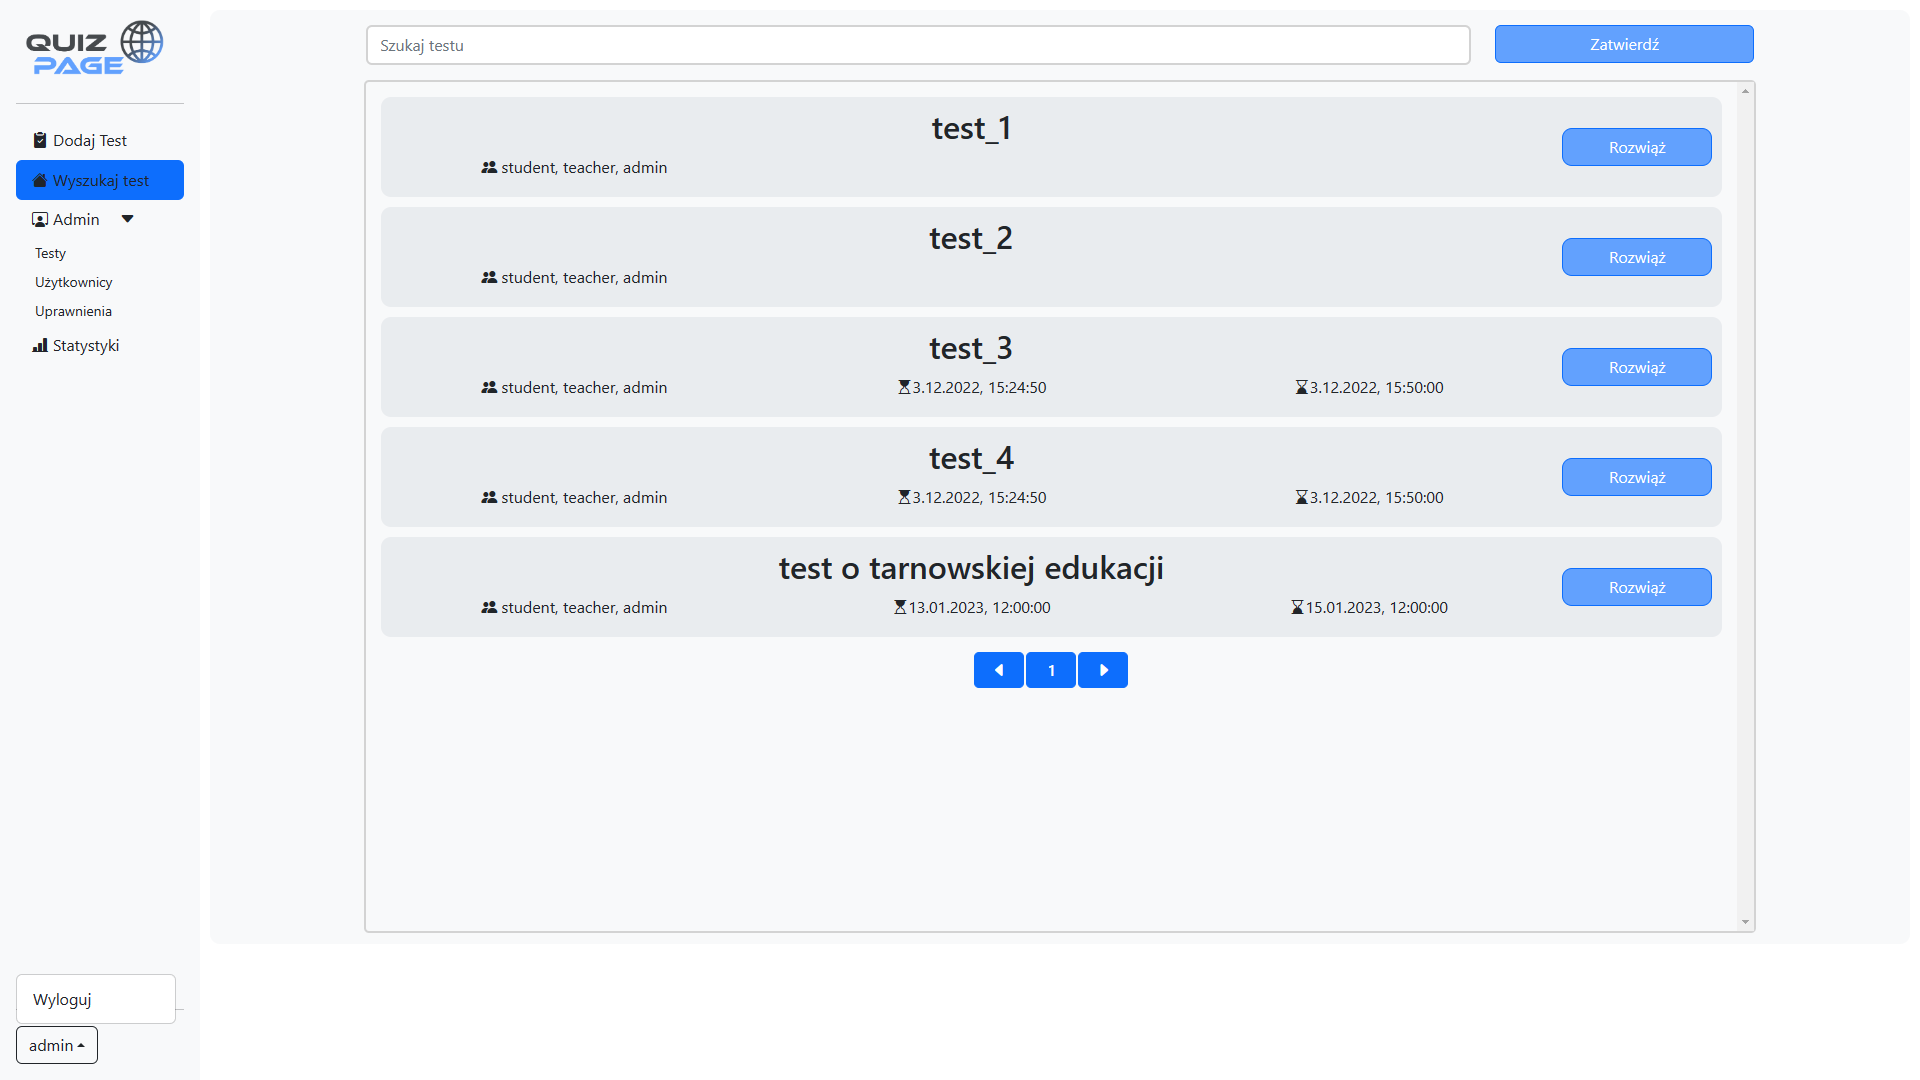 QUIZ
PAGE
Dodaj Test
Wyszukaj test
Admin
Testy
Użytkownicy
Uprawnienia
Statystyki
Wyloguj
admin
Szukaj testu
Zatwierdź
test_1
student, teacher, admin
Rozwiąż
test_2
student, teacher, admin
Rozwiąż
test_3
student, teacher, admin 3.12.2022, 15:24:50 3.12.2022, 15:50:00
Rozwiąż
test_4
student, teacher, admin 3.12.2022, 15:24:50 3.12.2022, 15:50:00
Rozwiąż
test o tarnowskiej edukacji
student, teacher, admin 13.01.2023, 12:00:00 15.01.2023, 12:00:00
Rozwiąż
1